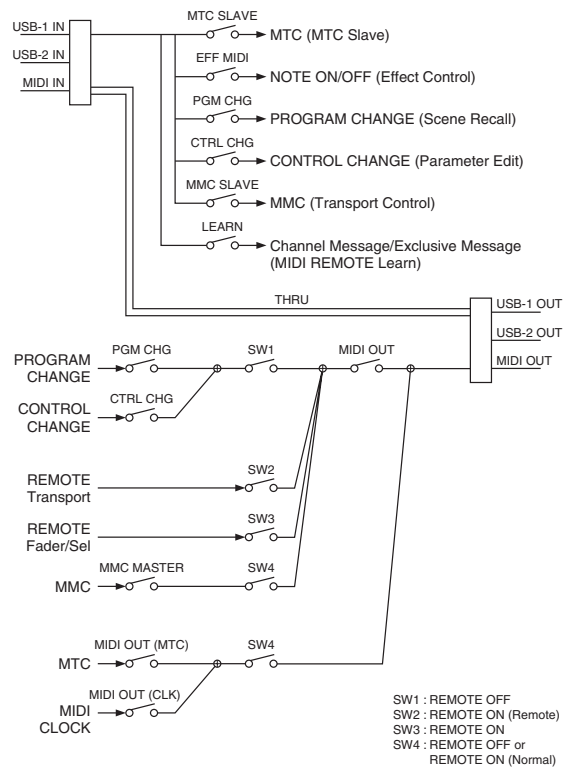 MTC SLAVE
USB-1 IN
MTC (MTC Slave)
USB-2 IN
EFF MIDI
NOTE ON/OFF (Effect Control)
MIDI IN
PGM CHG
PROGRAM CHANGE (Scene Recall)
CTRL CHG
CONTROL CHANGE (Parameter Edit)
MMC SLAVE
MMC (Transport Control)
LEARN
Channel Message/Exclusive Message
(MIDI REMOTE Learn)
THRU
USB-1 OUT
USB-2 OUT
MIDI OUT
PROGRAM
CHANGE
PGM CHG
SW1
MIDI OUT
CONTROL
CHANGE
CTRL CHG
REMOTE
Transport
SW2
REMOTE
Fader/Sel
SW3
MMC
MMC MASTER
SW4
MTC
MIDI OUT (MTC)
SW4
MIDI
CLOCK
MIDI OUT (CLK)
SW1 : REMOTE OFF
SW2 : REMOTE ON (Remote)
SW3 : REMOTE ON
SW4 : REMOTE OFF or
REMOTE ON (Normal)